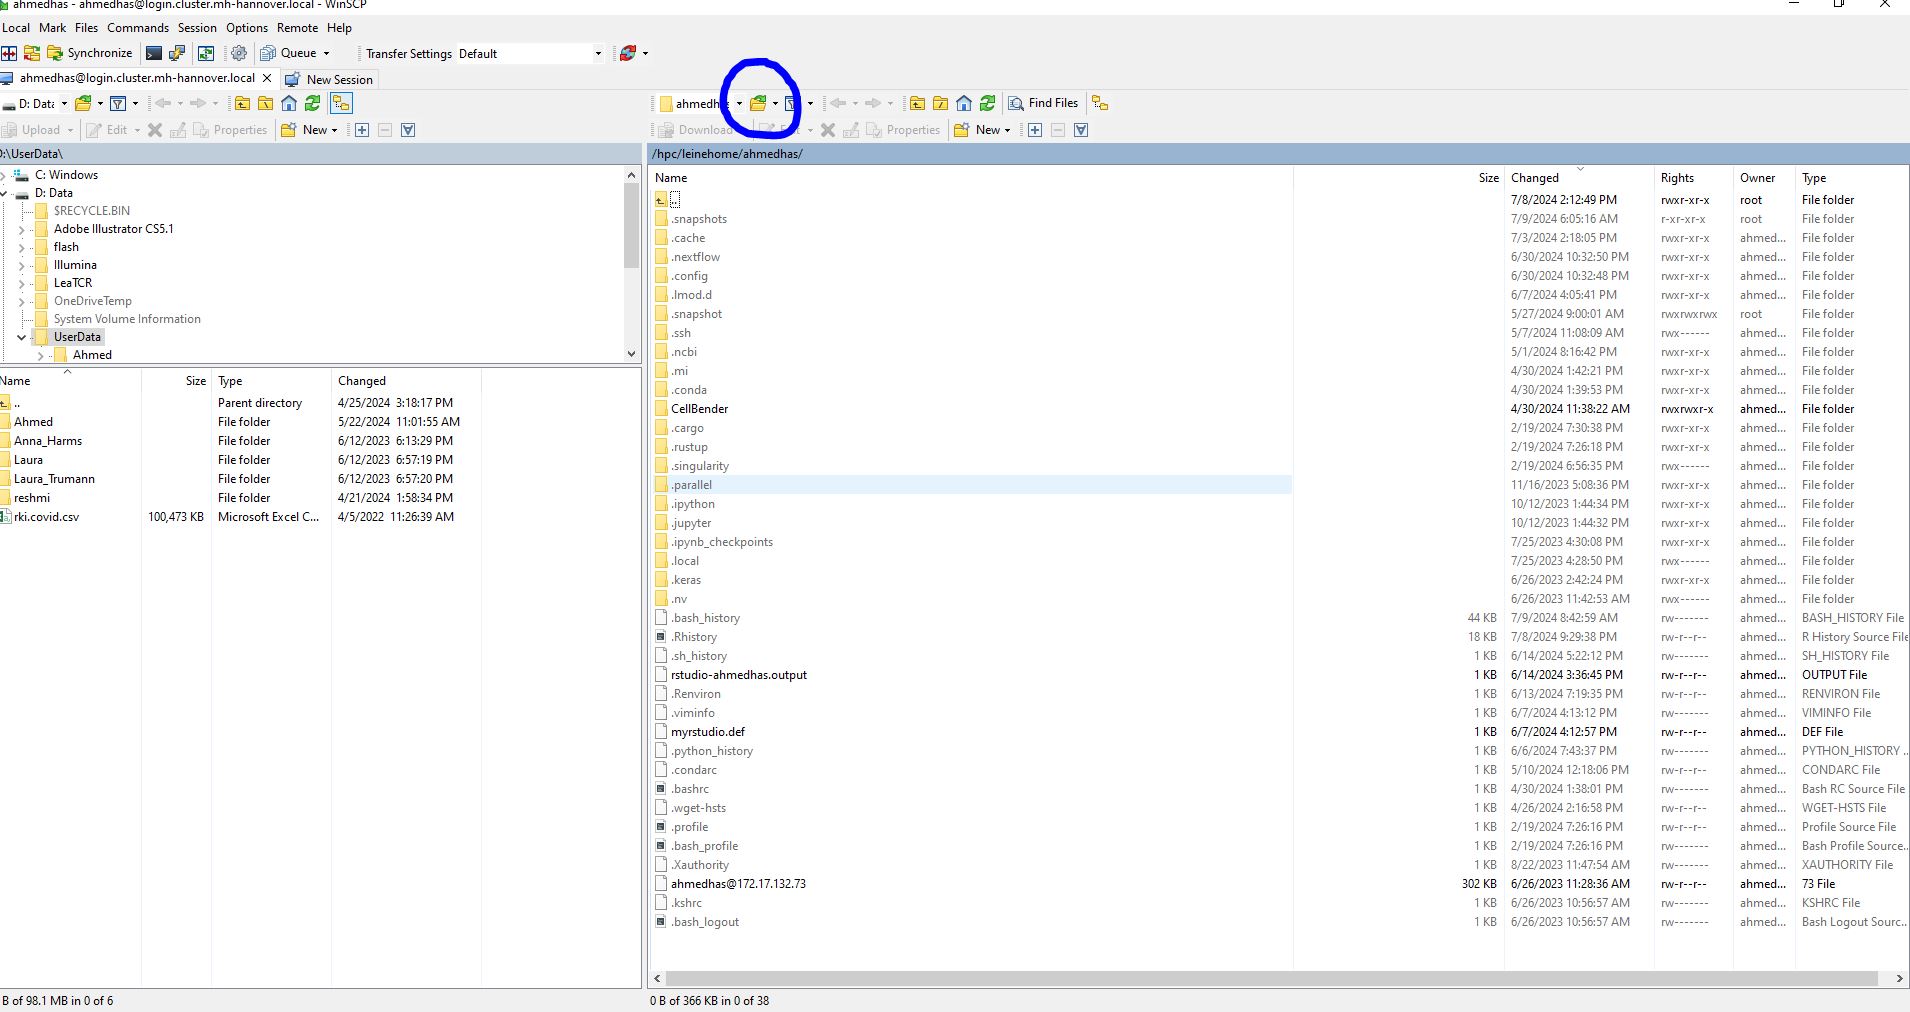 ahmedhas - ahmedhas@login.cluster.mh-hannover.local - WinSCP
Local Mark Files Commands Session Options Remote Help
Synchronize Queue Transfer Settings Default
ahmedhas@login.cluster.mh-hannover.local New Session
D: Data ahmedhas Find Files
Upload Edit Properties New Download Edit Properties New
D:\UserData\
/hpc/leinehome/ahmedhas/
C: Windows
D: Data
$RECYCLE.BIN
Adobe Illustrator CS5.1
flash
Illumina
LeaTCR
OneDriveTemp
System Volume Information
UserData
Ahmed
Name Size Type Changed
.. Parent directory 4/25/2024 3:18:17 PM
Ahmed File folder 5/22/2024 11:01:55 AM
Anna_Harms File folder 6/12/2023 6:13:29 PM
Laura File folder 6/12/2023 6:57:19 PM
Laura_Trumann File folder 6/12/2023 6:57:20 PM
reshmi File folder 4/21/2024 1:58:34 PM
rki.covid.csv 100,473 KB Microsoft Excel C... 4/5/2022 11:26:39 AM
B of 98.1 MB in 0 of 6
Name Size Changed Rights Owner Type
.. 7/8/2024 2:12:49 PM rwxr-xr-x root File folder
.snapshots 7/9/2024 6:05:16 AM r-xr-xr-x root File folder
.cache 7/3/2024 2:18:05 PM rwxr-xr-x ahmed... File folder
.nextflow 6/30/2024 10:32:50 PM rwxr-xr-x ahmed... File folder
.config 6/30/2024 10:32:48 PM rwxr-xr-x ahmed... File folder
.lmod.d 6/7/2024 4:05:41 PM rwxr-xr-x ahmed... File folder
.snapshot 5/27/2024 9:00:01 AM rwxrwxrwx root File folder
.ssh 5/7/2024 11:08:09 AM rwx------ ahmed... File folder
.ncbi 5/1/2024 8:16:42 PM rwxr-xr-x ahmed... File folder
.mi 4/30/2024 1:42:21 PM rwxr-xr-x ahmed... File folder
.conda 4/30/2024 1:39:53 PM rwxr-xr-x ahmed... File folder
CellBender 4/30/2024 11:38:22 AM rwxrwxr-x ahmed... File folder
.cargo 2/19/2024 7:30:38 PM rwxr-xr-x ahmed... File folder
.rustup 2/19/2024 7:26:18 PM rwxr-xr-x ahmed... File folder
.singularity 2/19/2024 6:56:35 PM rwx------ ahmed... File folder
.parallel 11/16/2023 5:08:36 PM rwxr-xr-x ahmed... File folder
.ipython 10/12/2023 1:44:34 PM rwxr-xr-x ahmed... File folder
.jupyter 10/12/2023 1:44:32 PM rwxr-xr-x ahmed... File folder
.ipynb_checkpoints 7/25/2023 4:30:08 PM rwxr-xr-x ahmed... File folder
.local 7/25/2023 4:28:50 PM rwx------ ahmed... File folder
.keras 6/26/2023 2:42:24 PM rwxr-xr-x ahmed... File folder
.nv 6/26/2023 11:42:53 AM rwx------ ahmed... File folder
.bash_history 44 KB 7/9/2024 8:42:59 AM rw------- ahmed... BASH_HISTORY File
.Rhistory 18 KB 7/8/2024 9:29:38 PM rw-r--r-- ahmed... R History Source File
.sh_history 1 KB 6/14/2024 5:22:12 PM rw------- ahmed... SH_HISTORY File
rstudio-ahmedhas.output 1 KB 6/14/2024 3:36:45 PM rw-r--r-- ahmed... OUTPUT File
.Renviron 1 KB 6/13/2024 7:19:35 PM rw-r--r-- ahmed... RENVIRON File
.viminfo 1 KB 6/7/2024 4:13:12 PM rw------- ahmed... VIMINFO File
myrstudio.def 1 KB 6/7/2024 4:12:57 PM rw-r--r-- ahmed... DEF File
.python_history 1 KB 6/6/2024 7:43:37 PM rw------- ahmed... PYTHON_HISTORY ...
.condarc 1 KB 5/10/2024 12:18:06 PM rw-r--r-- ahmed... CONDARC File
.bashrc 1 KB 4/30/2024 1:38:01 PM rw------- ahmed... Bash RC Source File
.wget-hsts 1 KB 4/26/2024 2:16:58 PM rw-r--r-- ahmed... WGET-HSTS File
.profile 1 KB 2/19/2024 7:26:16 PM rw-r--r-- ahmed... Profile Source File
.bash_profile 1 KB 2/19/2024 7:26:16 PM rw------- ahmed... Bash Profile Source...
.Xauthority 1 KB 8/22/2023 11:47:54 AM rw------- ahmed... XAUTHORITY File
ahmedhas@172.17.132.73 302 KB 6/26/2023 11:28:36 AM rw-r--r-- ahmed... 73 File
.kshrc 1 KB 6/26/2023 10:56:57 AM rw------- ahmed... KSHRC File
.bash_logout 1 KB 6/26/2023 10:56:57 AM rw------- ahmed... Bash Logout Sourc...
0 B of 366 KB in 0 of 38